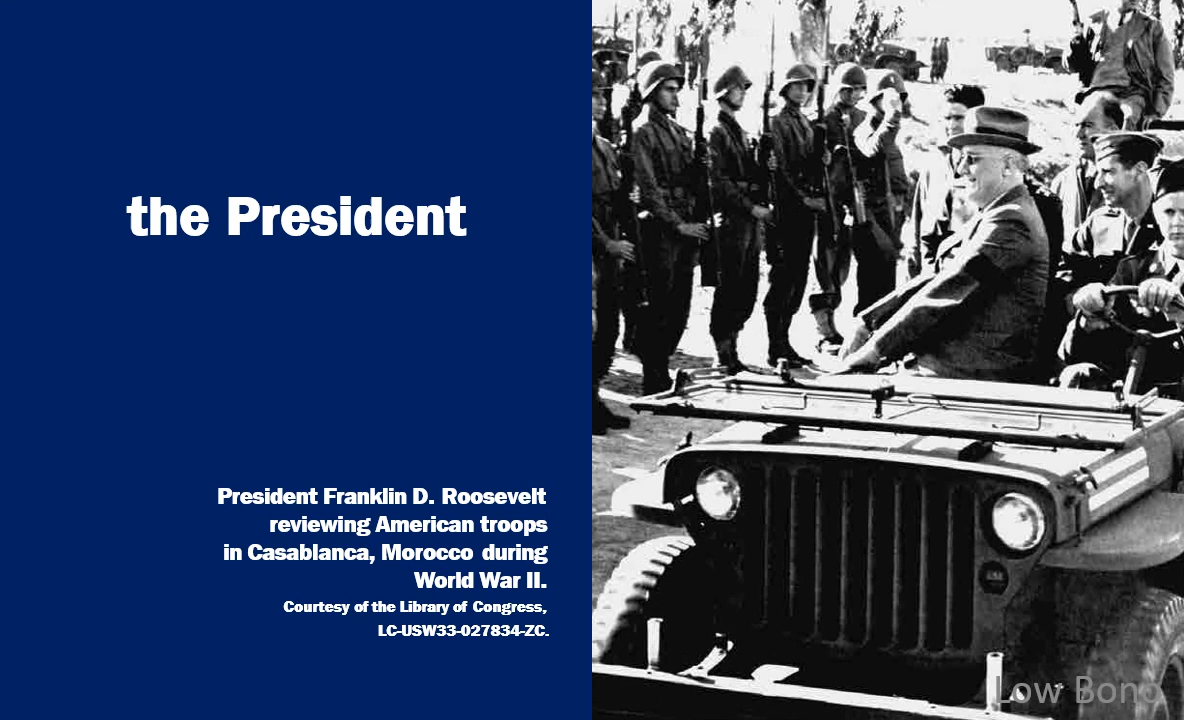 the President
President Franklin D. Roosevelt
reviewing American troops
in Casablanca, Morocco during
World War II.
Courtesy of the Library of Congress,
LC-USW33-027834-ZC.
Low Bono